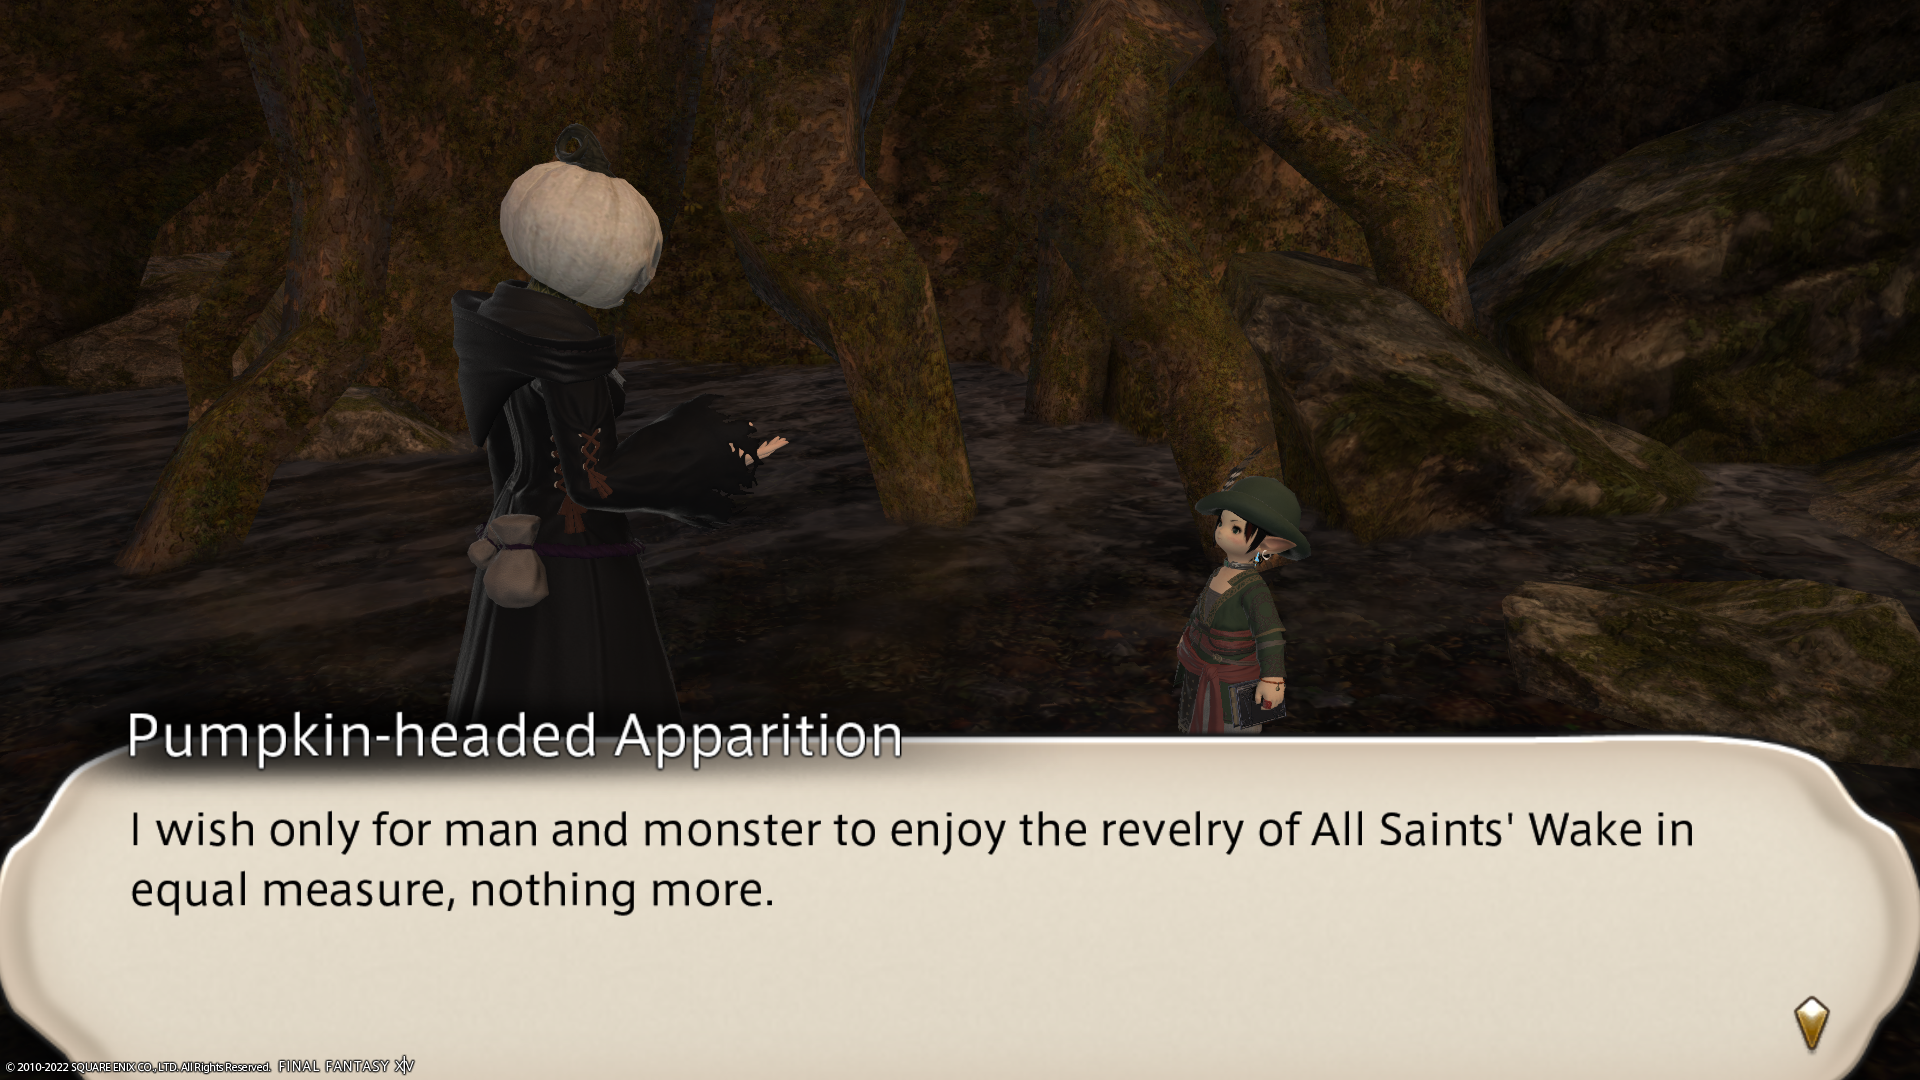 Pumpkin-headed Apparition
I wish only for man and monster to enjoy the revelry of All Saints' Wake in
equal measure, nothing more.
© 2010-2022 SQUARE ENIX CO., LTD. All Rights Reserved. FINAL FANTASY XIV